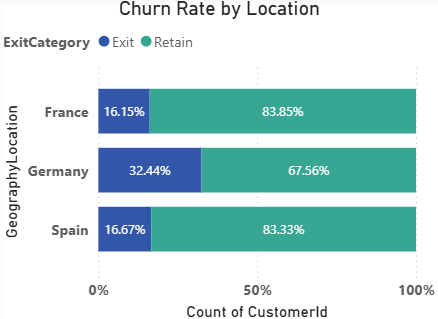 Churn Rate by Location
ExitCategory Exit Retain
GeographyLocation
France 16.15% 83.85%
Germany 32.44% 67.56%
Spain 16.67% 83.33%
0% 50% 100%
Count of CustomerId